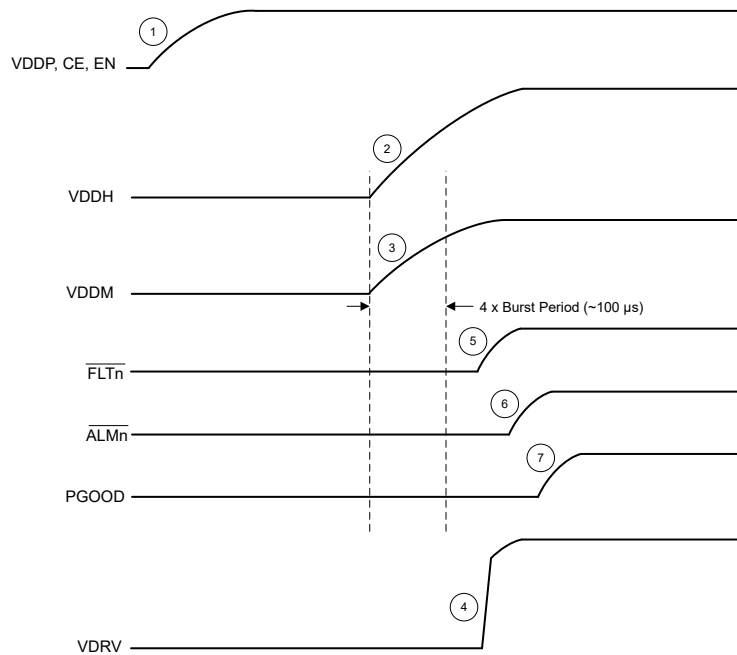 1
VDDP, CE, EN
2
VDDH
3
VDDM
4 x Burst Period (~100 µs)
5
FLTn
6
ALMn
7
PGOOD
4
VDRV